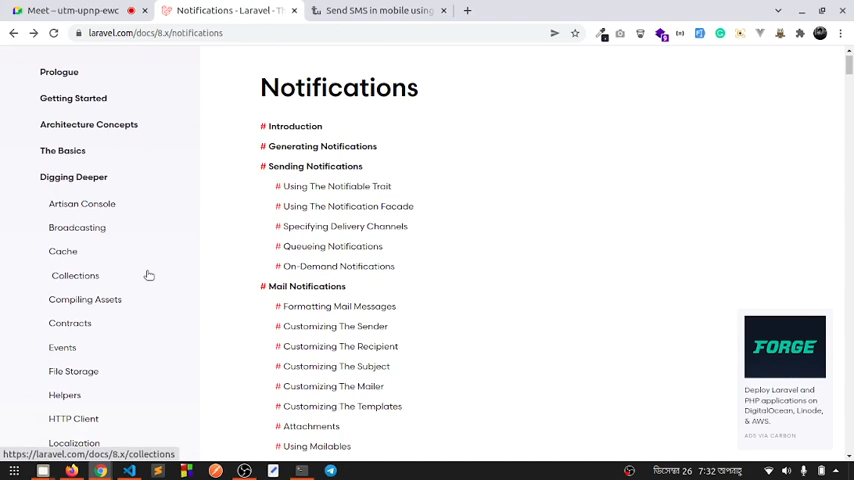 Meet – utm-upnp-ewc
Notifications - Laravel - Th
Send SMS in mobile using
laravel.com/docs/8.x/notifications
Prologue
Getting Started
Architecture Concepts
The Basics
Digging Deeper
Artisan Console
Broadcasting
Cache
Collections
Compiling Assets
Contracts
Events
File Storage
Helpers
HTTP Client
Localization
https://laravel.com/docs/8.x/collections
Notifications
# Introduction
# Generating Notifications
# Sending Notifications
# Using The Notifiable Trait
# Using The Notification Facade
# Specifying Delivery Channels
# Queueing Notifications
# On-Demand Notifications
# Mail Notifications
# Formatting Mail Messages
# Customizing The Sender
# Customizing The Recipient
# Customizing The Subject
# Customizing The Mailer
# Customizing The Templates
# Attachments
# Using Mailables
FORGE
Deploy Laravel and
PHP applications on
DigitalOcean, Linode,
& AWS.
ADS VIA CARBON
ডিসেম্বর 26 7:32 অপরাহ্ণ